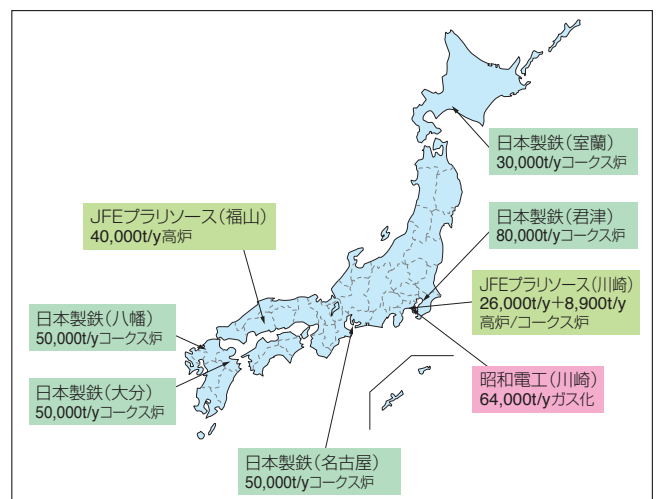 日本製鉄(室蘭)
30,000t/yコークス炉
JFEプラリソース(福山)
40,000t/y高炉
日本製鉄(君津)
80,000t/yコークス炉
JFEプラリソース(川崎)
26,000t/y+8,900t/y
高炉/コークス炉
日本製鉄(八幡)
50,000t/yコークス炉
昭和電工(川崎)
64,000t/yガス化
日本製鉄(大分)
50,000t/yコークス炉
日本製鉄(名古屋)
50,000t/yコークス炉